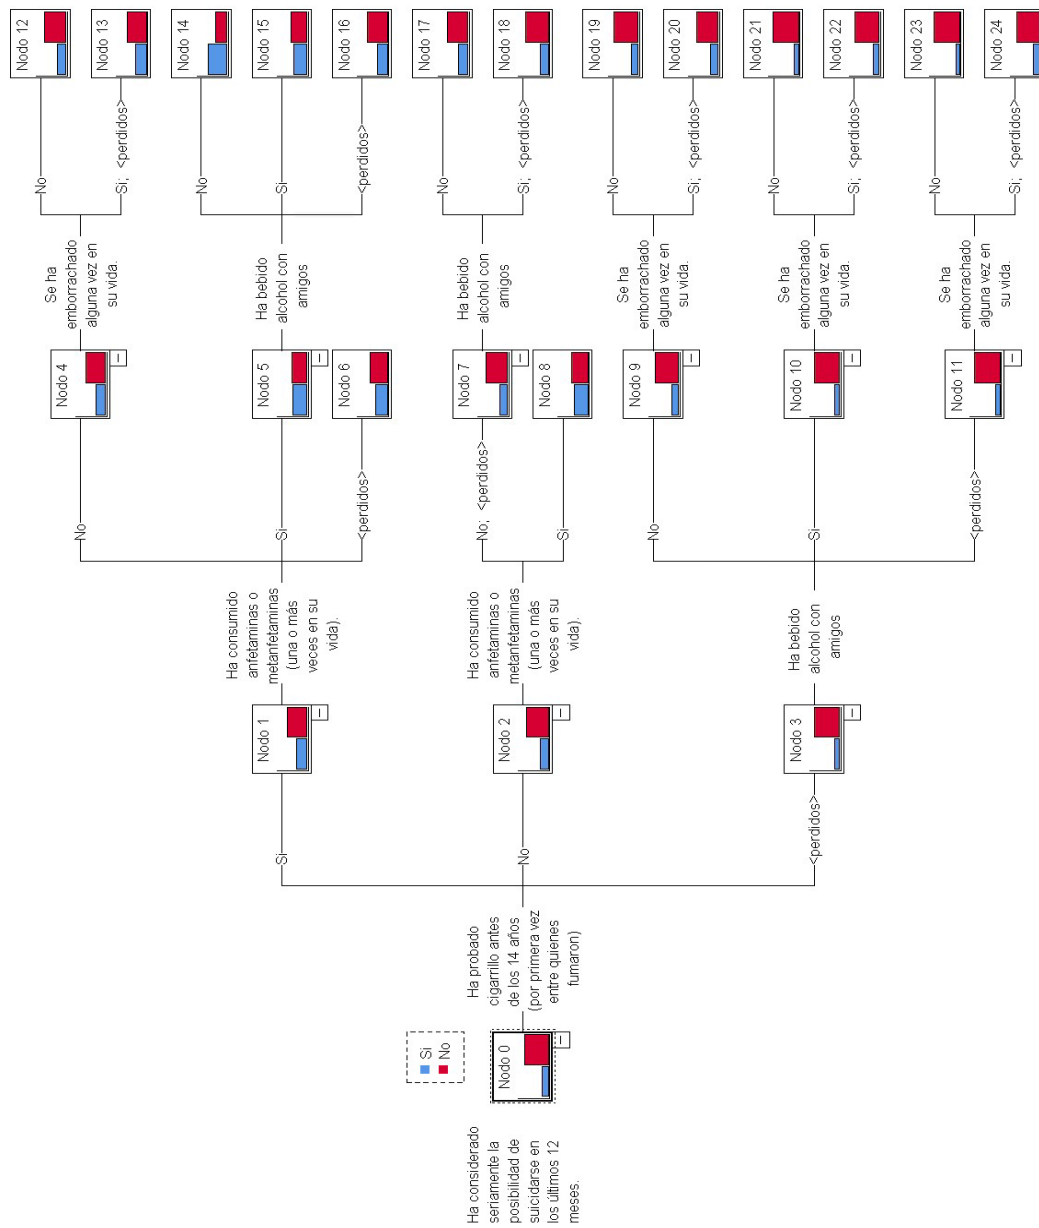 Ha considerado
seriamente la
posibilidad de
suicidarse en
los últimos 12
meses.
Nodo 0
Si
No
Ha probado
cigarrillo antes
de los 14 años
(por primera vez
entre quienes
fumaron)
Si
No
<perdidos>
Nodo 1
Nodo 2
Nodo 3
Ha consumido
anfetaminas o
metanfetaminas
(una o más
veces en su
vida).
Ha consumido
anfetaminas o
metanfetaminas
(una o más
veces en su
vida).
Ha bebido
alcohol con
amigos
No
Si
<perdidos>
No; <perdidos>
Si
No
Si
<perdidos>
Nodo 4
Nodo 5
Nodo 6
Nodo 7
Nodo 8
Nodo 9
Nodo 10
Nodo 11
Se ha
emborrachado
alguna vez en
su vida.
Ha bebido
alcohol con
amigos
Ha bebido
alcohol con
amigos
Se ha
emborrachado
alguna vez en
su vida.
Se ha
emborrachado
alguna vez en
su vida.
Se ha
emborrachado
alguna vez en
su vida.
No
Si; <perdidos>
No
Si
<perdidos>
No
Si; <perdidos>
No
Si; <perdidos>
No
Si; <perdidos>
No
Si; <perdidos>
Nodo 12
Nodo 13
Nodo 14
Nodo 15
Nodo 16
Nodo 17
Nodo 18
Nodo 19
Nodo 20
Nodo 21
Nodo 22
Nodo 23
Nodo 24